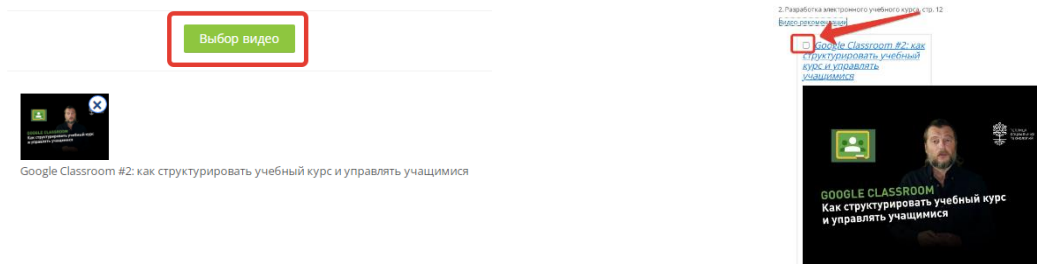 Выбор видео
GOOGLE CLASSROOM
Как структурировать учебный курс
и управлять учащимися
Google Classroom #2: как структурировать учебный курс и управлять учащимися
2. Разработка электронного учебного курса, стр. 12
Google Classroom #2: как
структурировать учебный
курс и управлять
учащимися
GOOGLE CLASSROOM
Как структурировать учебный курс
и управлять учащимися